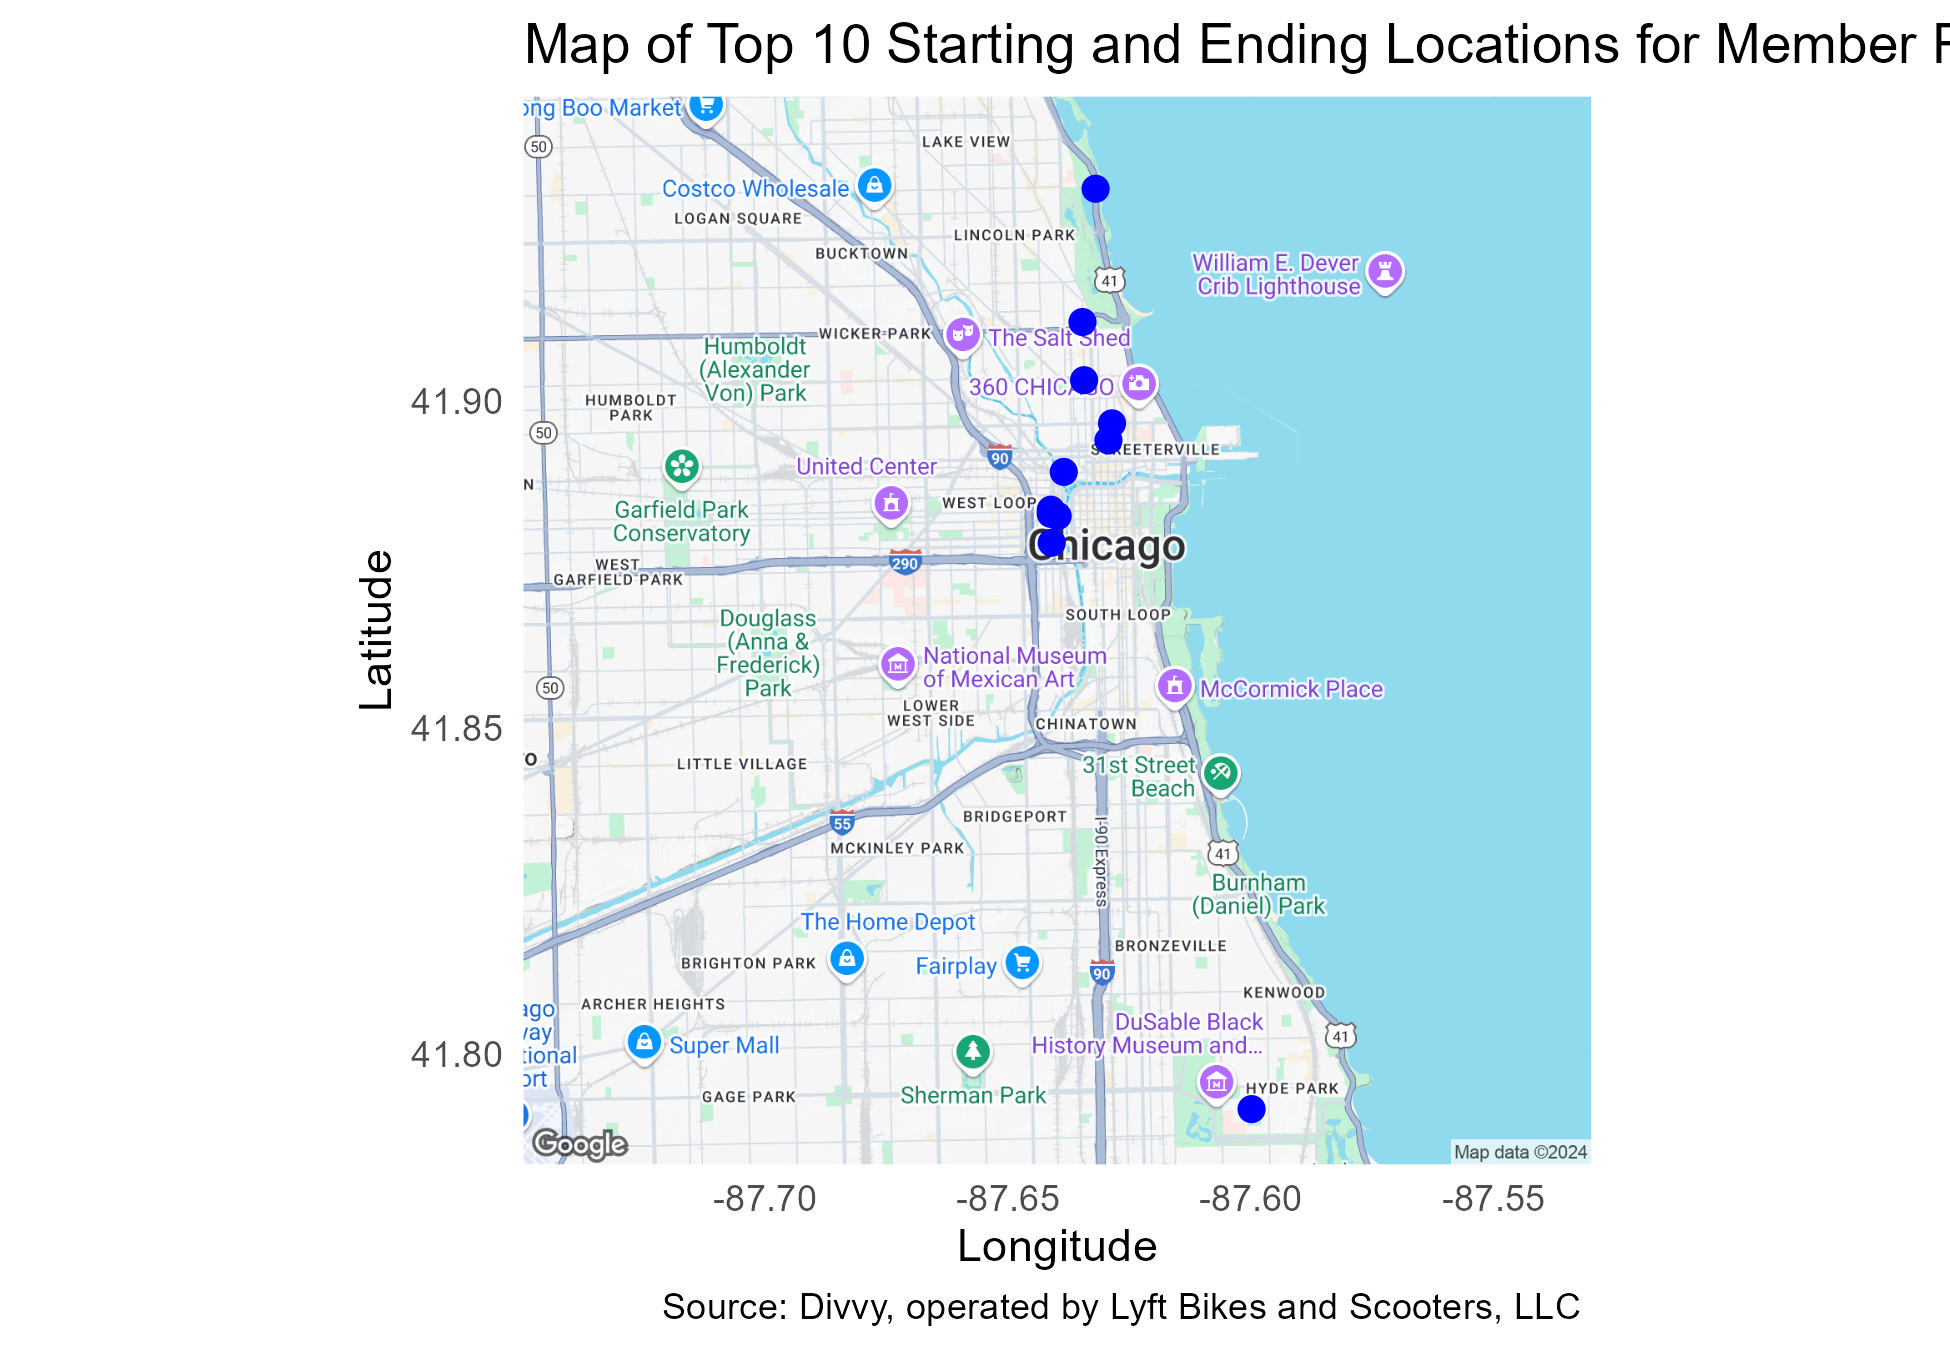 Map of Top 10 Starting and Ending Locations for Member
ong Boo Market
50
LAKE VIEW
Costco Wholesale
LOGAN SQUARE
LINCOLN PARK
BUCKTOWN
William E. Dever
Crib Lighthouse
41
WICKER PARK
The Salt Shed
Humboldt
(Alexander
Von) Park
360 CHICAGO
41.90
HUMBOLDT
PARK
50
STREETERVILLE
90
United Center
N
WEST LOOP
Garfield Park
Conservatory
Chicago
290
WEST
GARFIELD PARK
Latitude
SOUTH LOOP
Douglass
(Anna &
Frederick)
Park
National Museum
of Mexican Art
50
McCormick Place
LOWER
WEST SIDE
CHINATOWN
41.85
ro
LITTLE VILLAGE
31st Street
Beach
55
BRIDGEPORT
I-90 Express
MCKINLEY PARK
41
Burnham
(Daniel) Park
The Home Depot
BRONZEVILLE
BRIGHTON PARK
Fairplay
90
KENWOOD
ARCHER HEIGHTS
ago
way
tional
ort
DuSable Black
History Museum and...
41
41.80
Super Mall
HYDE PARK
GAGE PARK
Sherman Park
Google
Map data ©2024
-87.70
-87.65
-87.60
-87.55
Longitude
Source: Divvy, operated by Lyft Bikes and Scooters, LLC